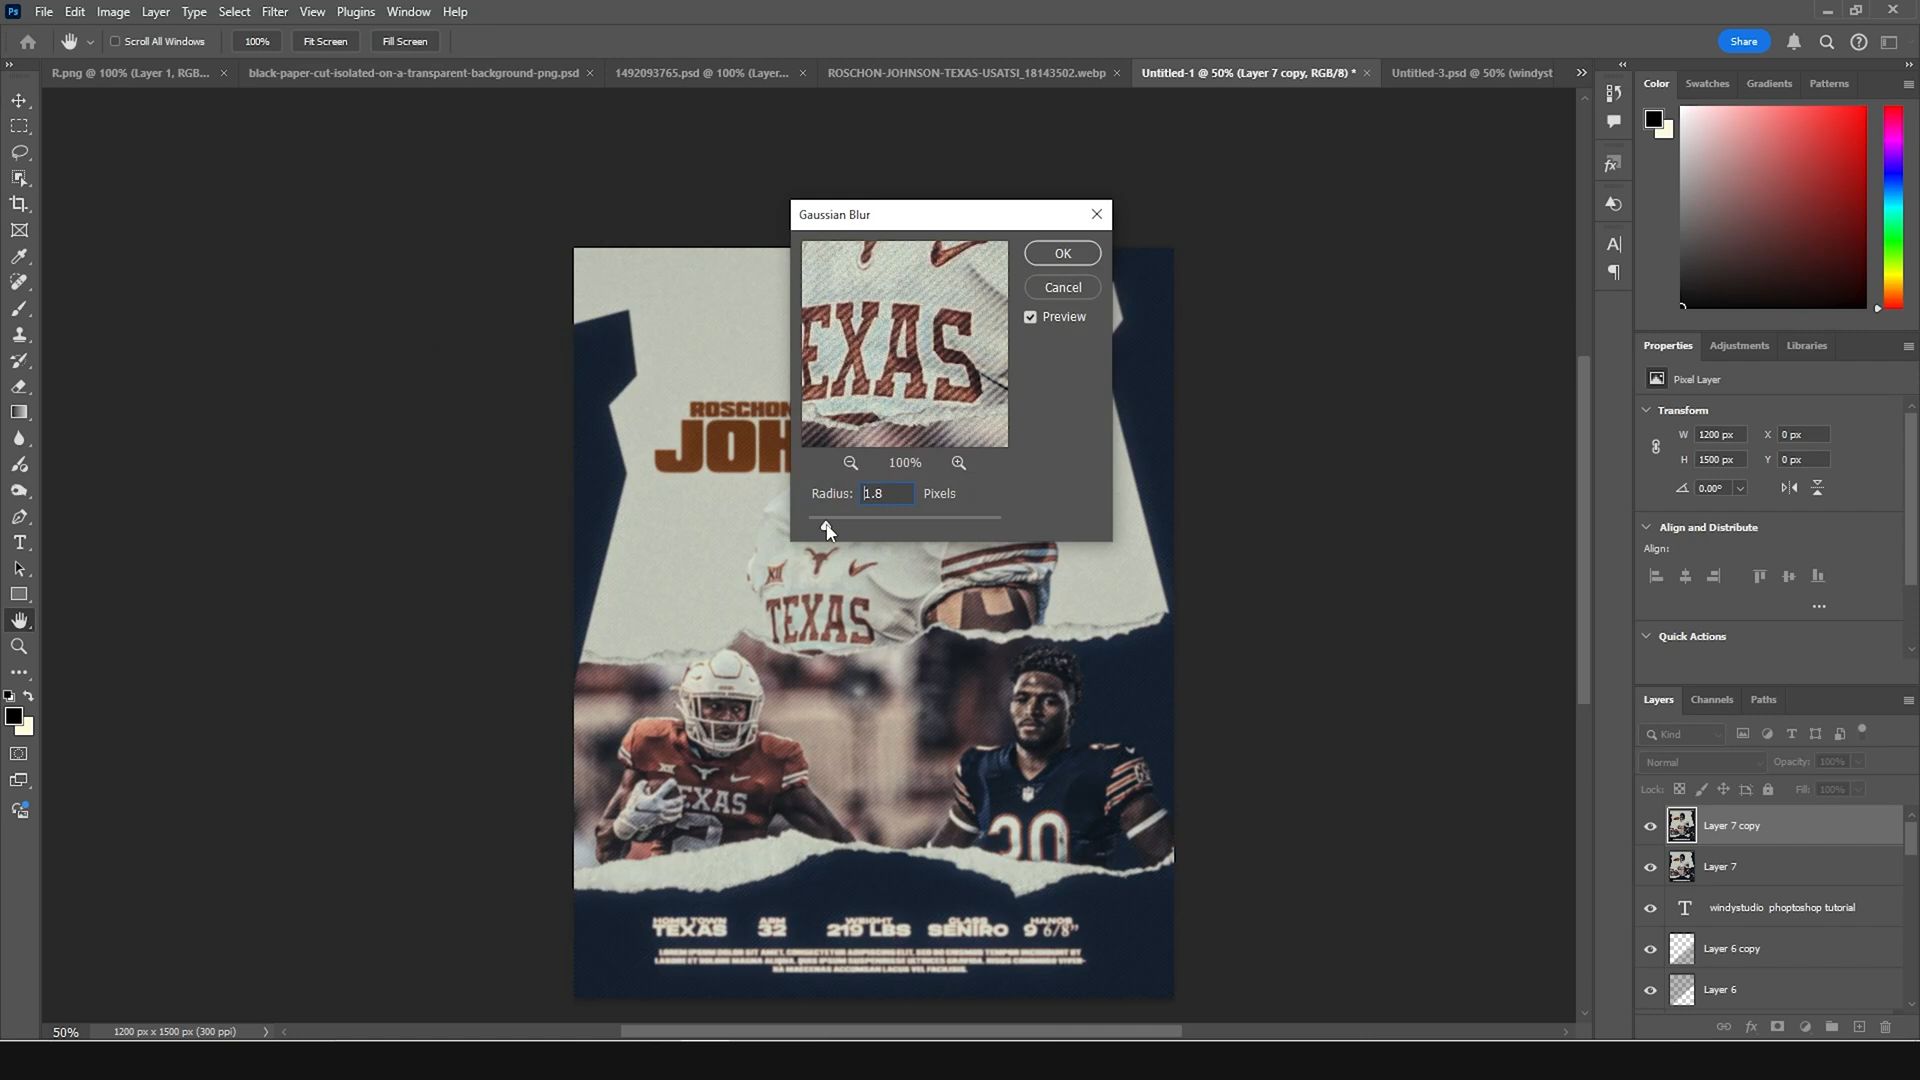 Ps File Edit Image Layer Type Select Filter View Plugins Window Help
Scroll All Windows 100% Fit Screen Fill Screen Share
R.png @ 100% (Layer 1, RGB... × black-paper-cut-isolated-on-a-transparent-background-png.psd × 1492093765.psd @ 100% (Layer... × ROSCHON-JOHNSON-TEXAS-USATSI_18143502.webp × Untitled-1 @ 50% (Layer 7 copy, RGB/8) * × Untitled-3.psd @ 50% (windyst
Color Swatches Gradients Patterns
Gaussian Blur
OK
Cancel
Preview
TEXAS
100%
Radius: 1.8 Pixels
ROSCHON
JOH
TEXAS
TEXAS
20
HOME TOWN ARM WEIGHT CLASS HANDS
TEXAS 32 219 LBS SENIRO 9 6/8"
Properties Adjustments Libraries
Pixel Layer
Transform
W 1200 px X 0 px
H 1500 px Y 0 px
0.00°
Align and Distribute
Align:
Quick Actions
Layers Channels Paths
Kind
Normal Opacity: 100%
Lock: Fill: 100%
Layer 7 copy
Layer 7
windystudio phoptoshop tutorial
Layer 6 copy
Layer 6
50% 1200 px x 1500 px (300 ppi)